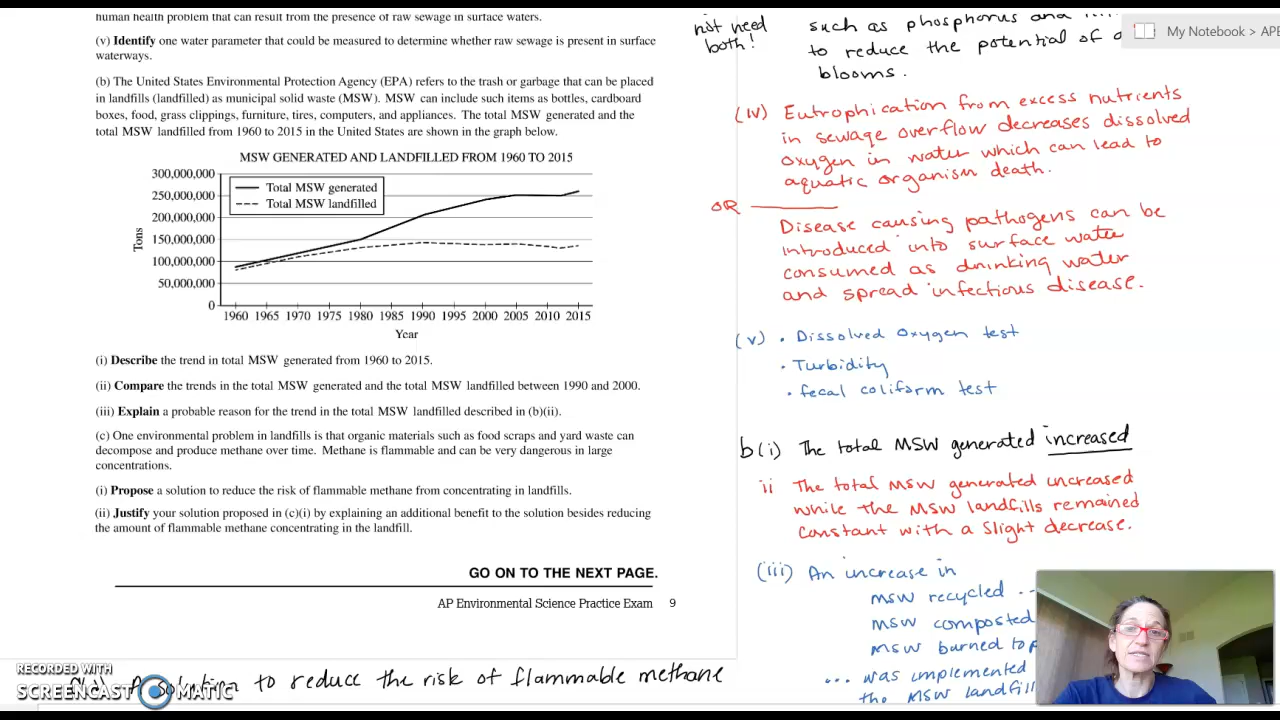 human health problem that can result from the presence of raw sewage in surface waters.
(v) Identify one water parameter that could be measured to determine whether raw sewage is present in surface
waterways.
(b) The United States Environmental Protection Agency (EPA) refers to the trash or garbage that can be placed
in landfills (landfilled) as municipal solid waste (MSW). MSW can include such items as bottles, cardboard
boxes, food, grass clippings, furniture, tires, computers, and appliances. The total MSW generated and the
total MSW landfilled from 1960 to 2015 in the United States are shown in the graph below.
MSW GENERATED AND LANDFILLED FROM 1960 TO 2015
300,000,000
250,000,000
200,000,000
150,000,000
100,000,000
50,000,000
0
Tons
Total MSW generated
Total MSW landfilled
1960 1965 1970 1975 1980 1985 1990 1995 2000 2005 2010 2015
Year
(i) Describe the trend in total MSW generated from 1960 to 2015.
(ii) Compare the trends in the total MSW generated and the total MSW landfilled between 1990 and 2000.
(iii) Explain a probable reason for the trend in the total MSW landfilled described in (b)(ii).
(c) One environmental problem in landfills is that organic materials such as food scraps and yard waste can
decompose and produce methane over time. Methane is flammable and can be very dangerous in large
concentrations.
(i) Propose a solution to reduce the risk of flammable methane from concentrating in landfills.
(ii) Justify your solution proposed in (c)(i) by explaining an additional benefit to the solution besides reducing
the amount of flammable methane concentrating in the landfill.
GO ON TO THE NEXT PAGE.
AP Environmental Science Practice Exam 9
solution to reduce the risk of flammable methane
RECORDED WITH
SCREENCAST MATIC
not need
both!
such as phosphorus and
to reduce the potential of
blooms.
My Notebook > APE
(iv) Eutrophication from excess nutrients
in sewage overflow decreases dissolved
oxygen in water which can lead to
aquatic organism death.
OR
Disease causing pathogens can be
introduced into surface water
consumed as drinking water
and spread infectious disease.
(v) • Dissolved Oxygen test
• Turbidity
• fecal coliform test
b(i) The total MSW generated increased
ii The total MSW generated increased
while the MSW landfills remained
constant with a slight decrease.
(iii) An increase in
MSW recycled ..
MSW composted
MSW burned to
... was implemented
the MSW landfill